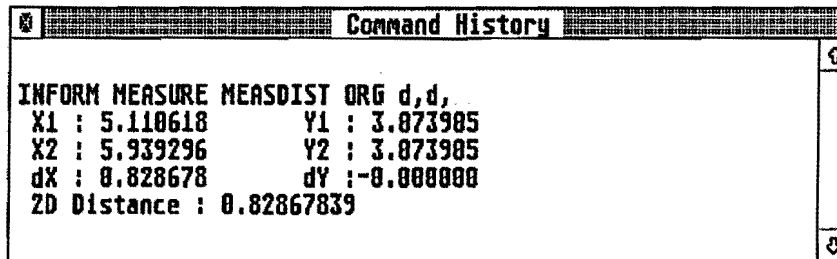 Command History
INFORM MEASURE MEASDIST ORG d,d,
X1 : 5.110618 Y1 : 3.873985
X2 : 5.939296 Y2 : 3.873985
dX : 0.828678 dY :-0.000000
2D Distance : 0.82867839